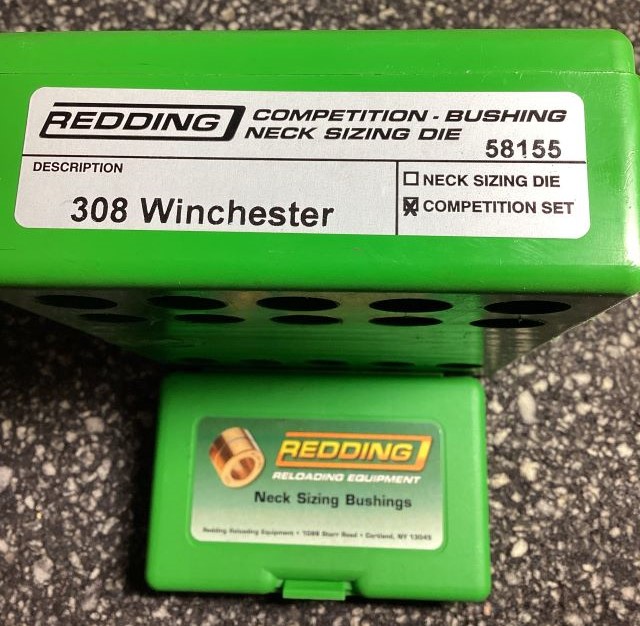 REDDING COMPETITION - BUSHING
NECK SIZING DIE 58155
DESCRIPTION
308 Winchester
NECK SIZING DIE
COMPETITION SET
REDDING
RELOADING EQUIPMENT
Neck Sizing Bushings
Redding Reloading Equipment • 1089 Starr Road • Cortland, NY 13045